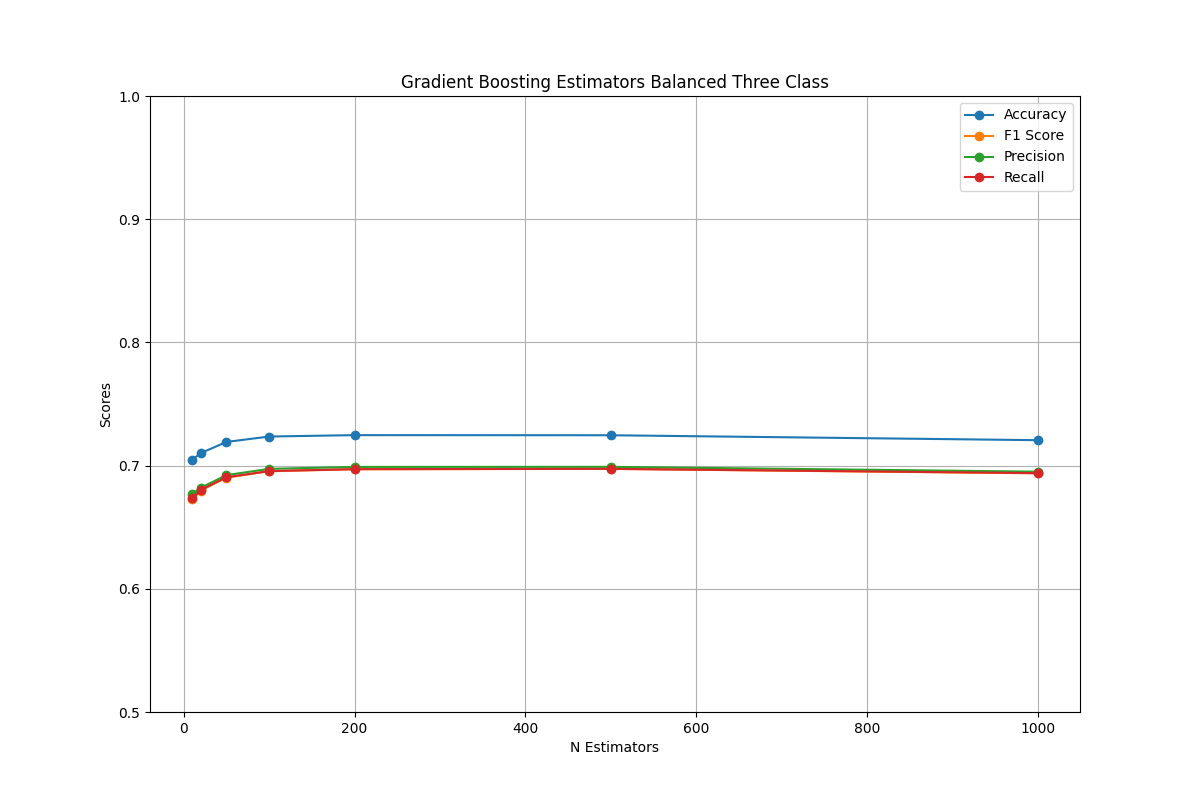 Gradient Boosting Estimators Balanced Three Class
1.0
0.9
0.8
0.7
0.6
0.5
Scores
Accuracy
F1 Score
Precision
Recall
0 200 400 600 800 1000
N Estimators